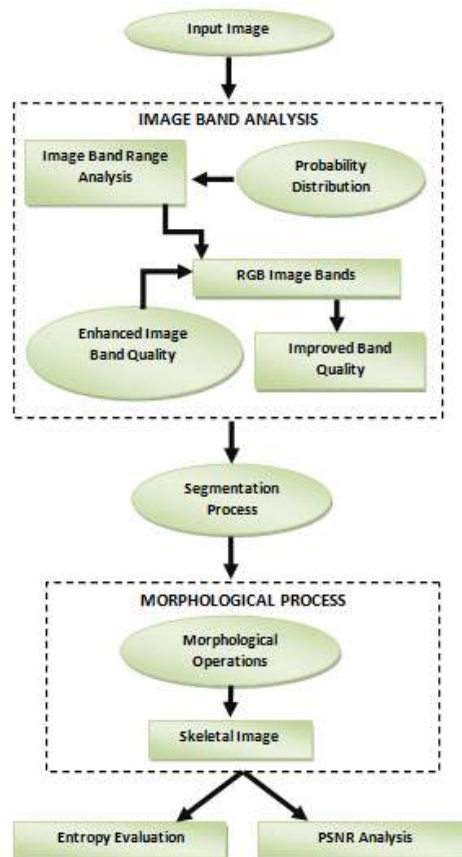 Input Image
IMAGE BAND ANALYSIS
Image Band Range
Analysis
Probability
Distribution
RGB Image Bands
Enhanced Image
Band Quality
Improved Band
Quality
Segmentation
Process
MORPHOLOGICAL PROCESS
Morphological
Operations
Skeletal Image
Entropy Evaluation
PSNR Analysis